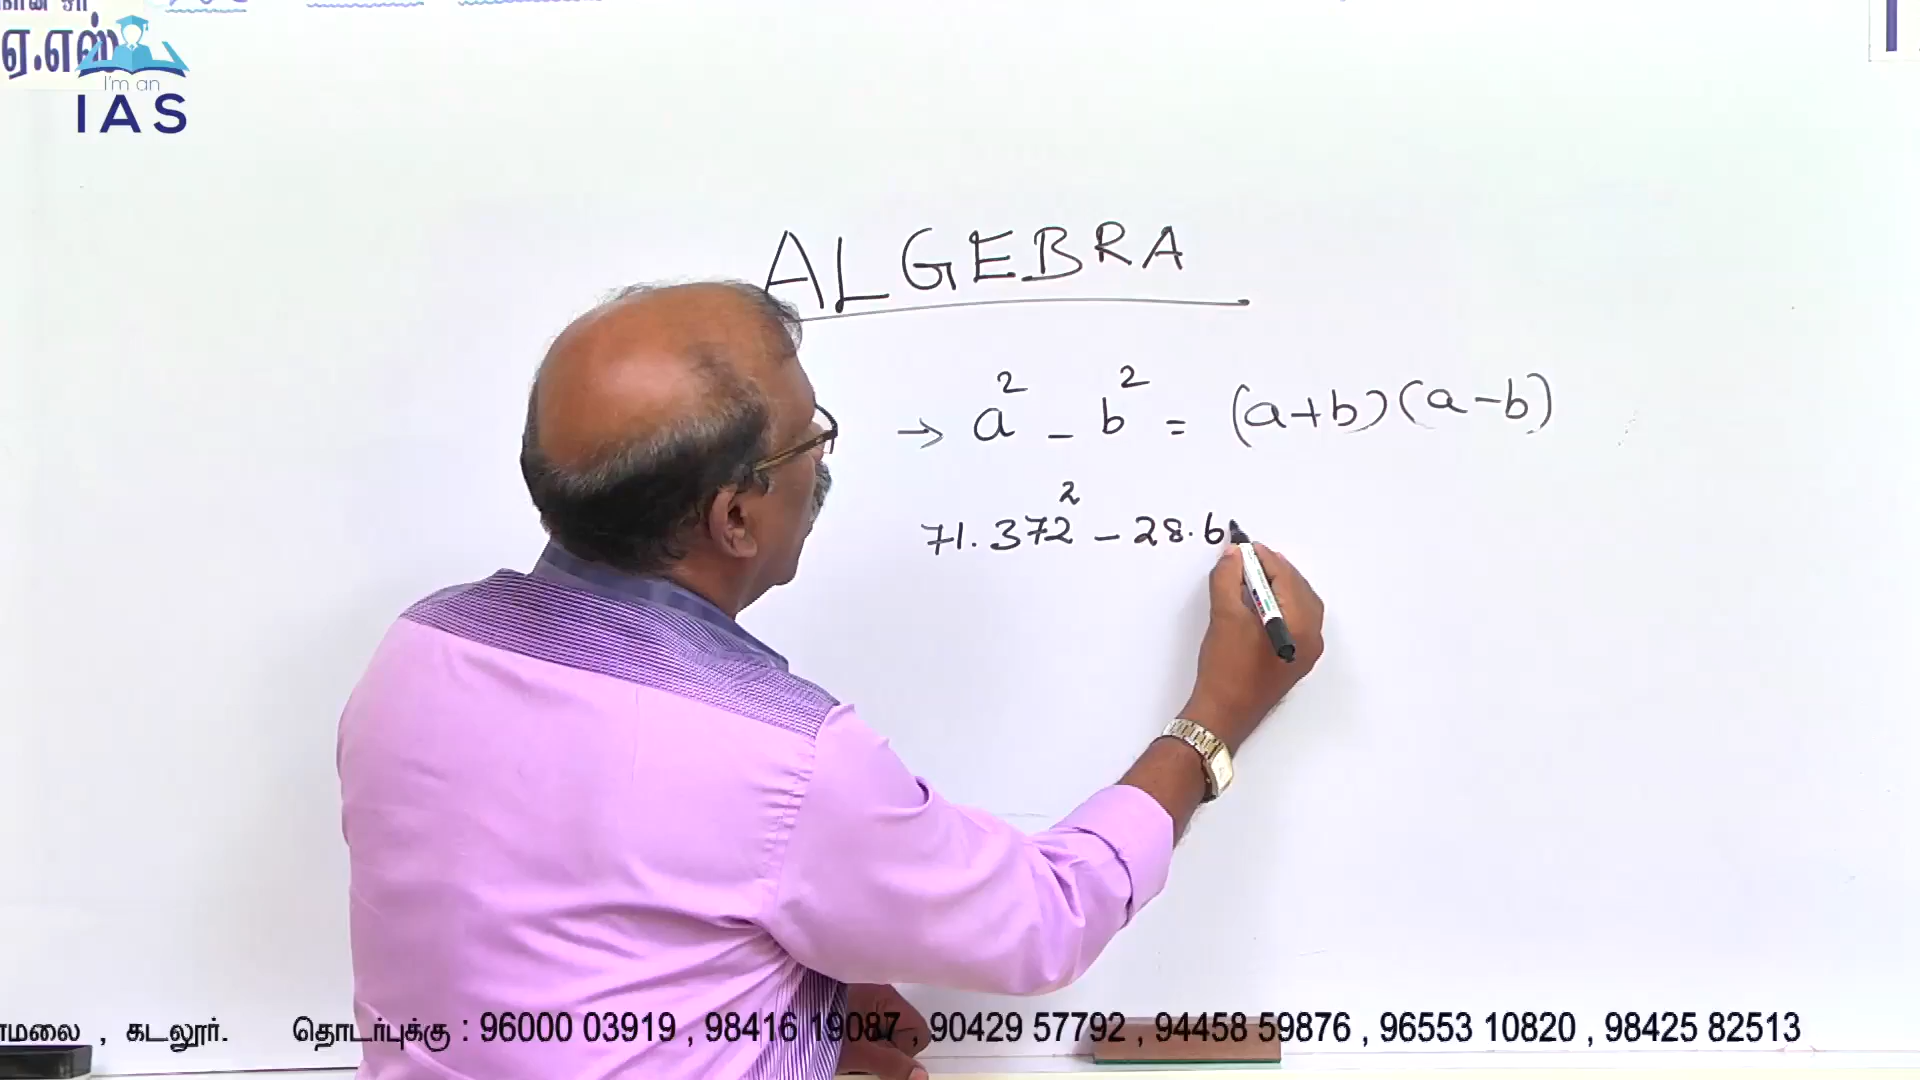 ஏ.எஸ்
I'm an
IAS
ALGEBRA
→ a² - b² = (a+b)(a-b)
71.372² - 28.6
கடலூர். தொடர்புக்கு : 96000 03919 , 98416 19087 , 90429 57792 , 94458 59876 , 96553 10820 , 98425 82513